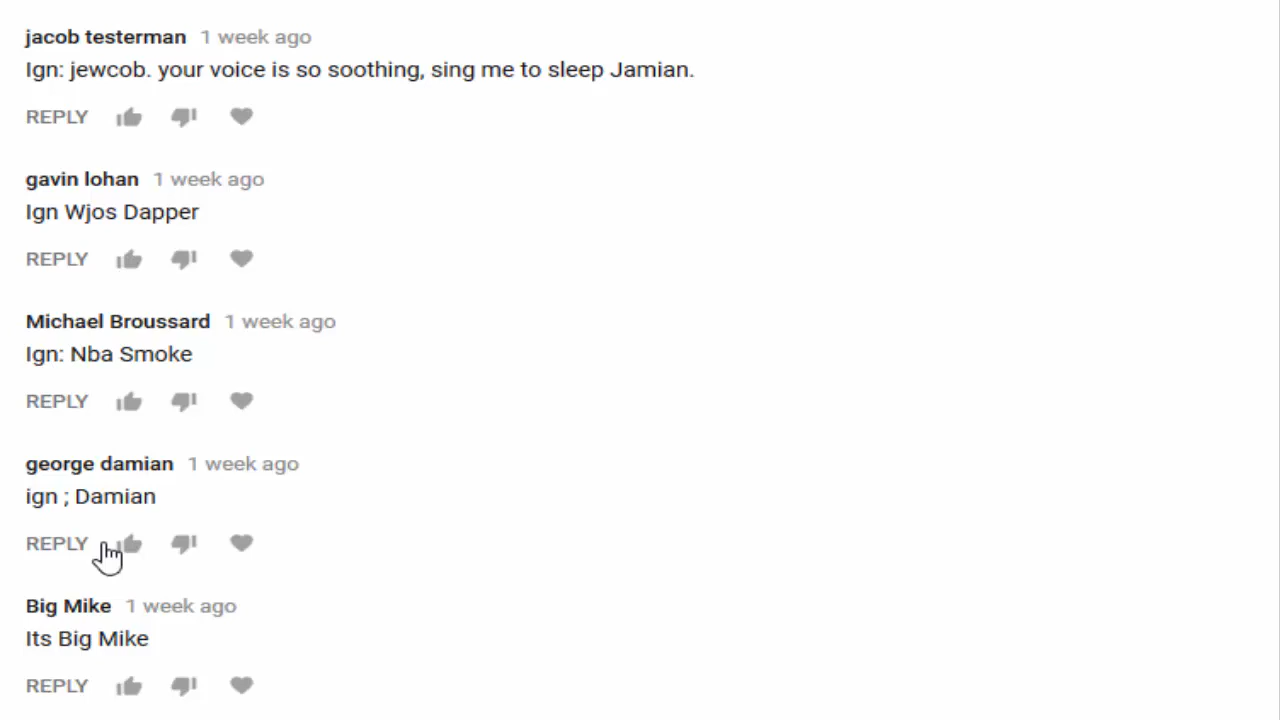 jacob testerman 1 week ago
Ign: jewcob. your voice is so soothing, sing me to sleep Jamian.
REPLY
gavin lohan 1 week ago
Ign Wjos Dapper
REPLY
Michael Broussard 1 week ago
Ign: Nba Smoke
REPLY
george damian 1 week ago
ign ; Damian
REPLY
Big Mike 1 week ago
Its Big Mike
REPLY